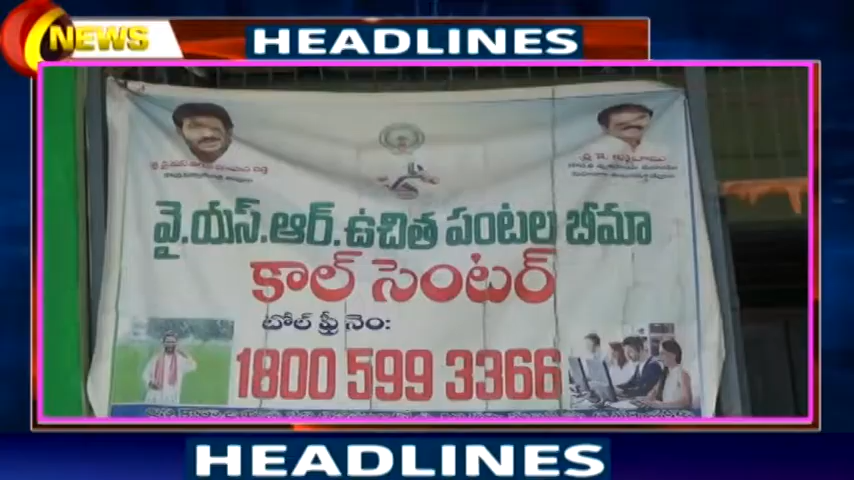 NEWS
HEADLINES
వై.యస్.ఆర్.ఉచిత పంటల బీమా
కాల్ సెంటర్
టోల్ ఫ్రీ నెం:
1800 599 3366
HEADLINES